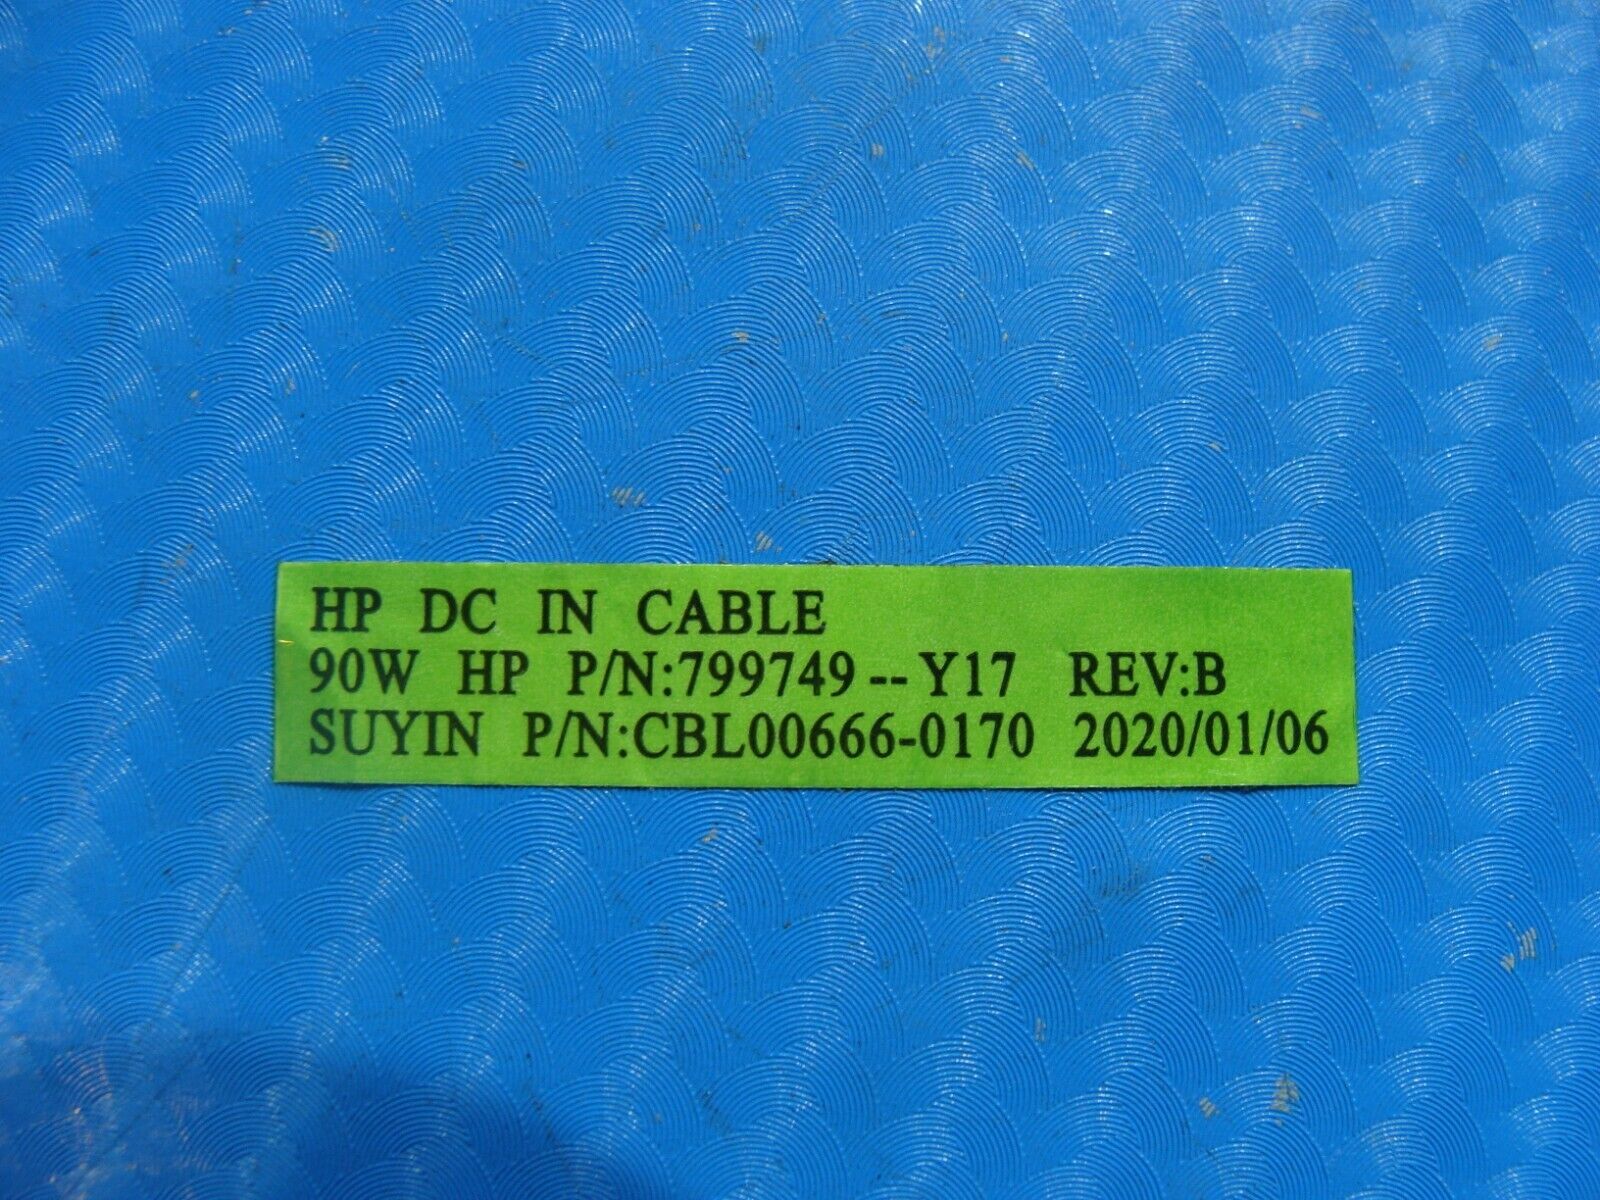 HP DC IN CABLE
90W HP P/N:799749--Y17 REV:B
SUYIN P/N:CBL00666-0170 2020/01/06